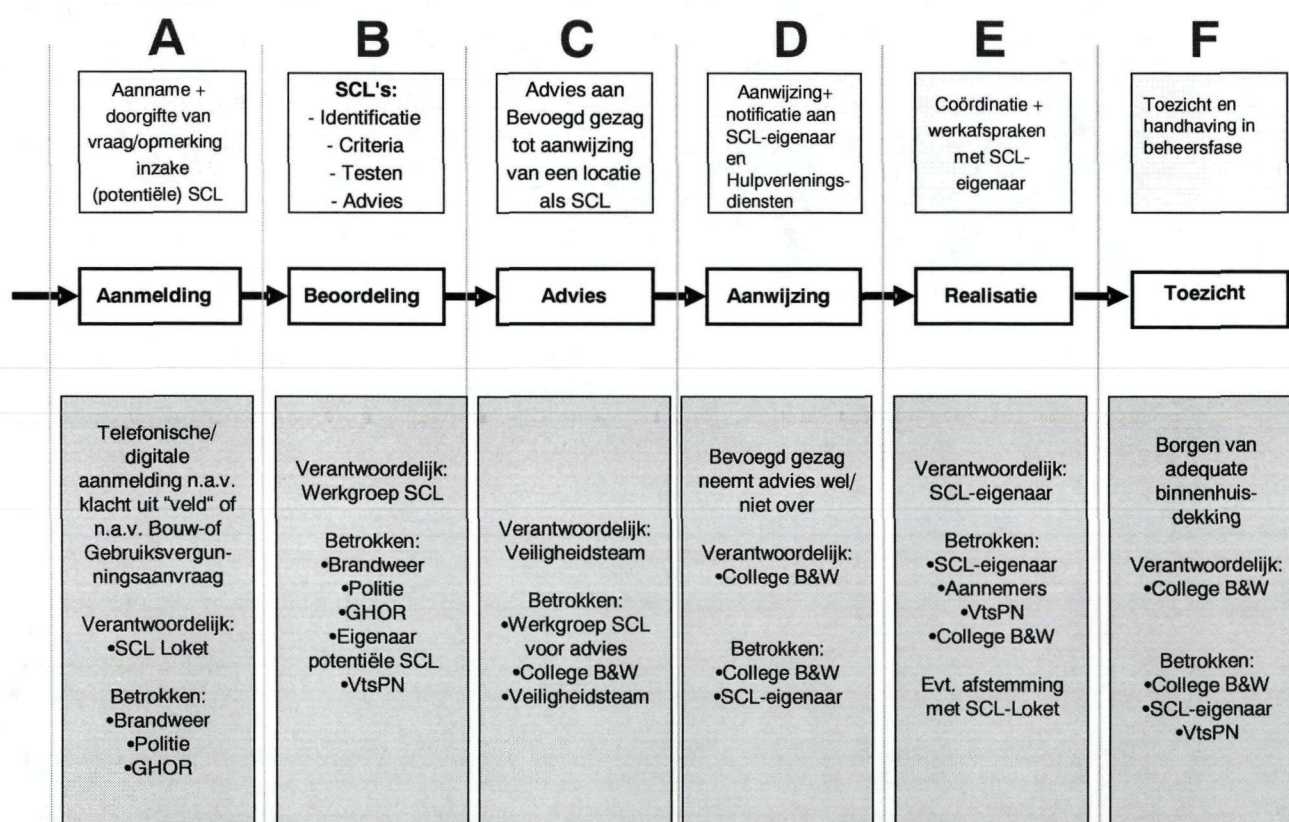 A
B
C
D
E
F
Aanname +
doorgifte van
vraag/opmerking
inzake
(potentiële) SCL
SCL's:
- Identificatie
- Criteria
- Testen
- Advies
Advies aan
Bevoegd gezag
tot aanwijzing
van een locatie
als SCL
Aanwijzing+
notificatie aan
SCL-eigenaar
en
Hulpverlenings-
diensten
Coördinatie +
werkafspraken
met SCL-
eigenaar
Toezicht en
handhaving in
beheersfase
Aanmelding
Beoordeling
Advies
Aanwijzing
Realisatie
Toezicht
Telefonische/
digitale
aanmelding n.a.v.
klacht uit "veld" of
n.a.v. Bouw-of
Gebruiksvergun-
ningsaanvraag
Verantwoordelijk:
•SCL Loket
Betrokken:
•Brandweer
•Politie
•GHOR
Verantwoordelijk:
Werkgroep SCL
Betrokken:
•Brandweer
•Politie
•GHOR
•Eigenaar
potentiële SCL
•VtsPN
Verantwoordelijk:
Veiligheidsteam
Betrokken:
•Werkgroep SCL
voor advies
•College B&W
•Veiligheidsteam
Bevoegd gezag
neemt advies wel/
niet over
Verantwoordelijk:
•College B&W
Betrokken:
•College B&W
•SCL-eigenaar
Verantwoordelijk:
SCL-eigenaar
Betrokken:
•SCL-eigenaar
•Aannemers
•VtsPN
•College B&W
Evt. afstemming
met SCL-Loket
Borgen van
adequate
binnenhuis-
dekking
Verantwoordelijk:
•College B&W
Betrokken:
•College B&W
•SCL-eigenaar
•VtsPN